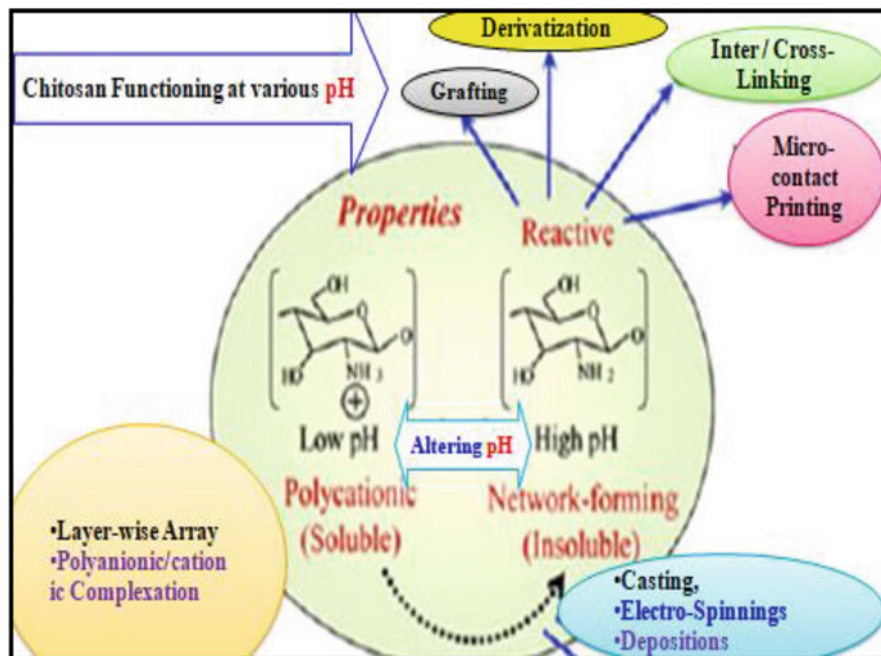 Derivatization
Inter / Cross-
Linking
Chitosan Functioning at various pH
Grafting
Micro-
contact
Printing
Properties
Reactive
OH
O
O
HO
NH3
+
OH
O
O
HO
NH2
Low pH
Altering pH
High pH
Polycationic
(Soluble)
Network-forming
(Insoluble)
•Layer-wise Array
•Polyanionic/cation
ic Complexation
•Casting,
•Electro-Spinnings
•Depositions